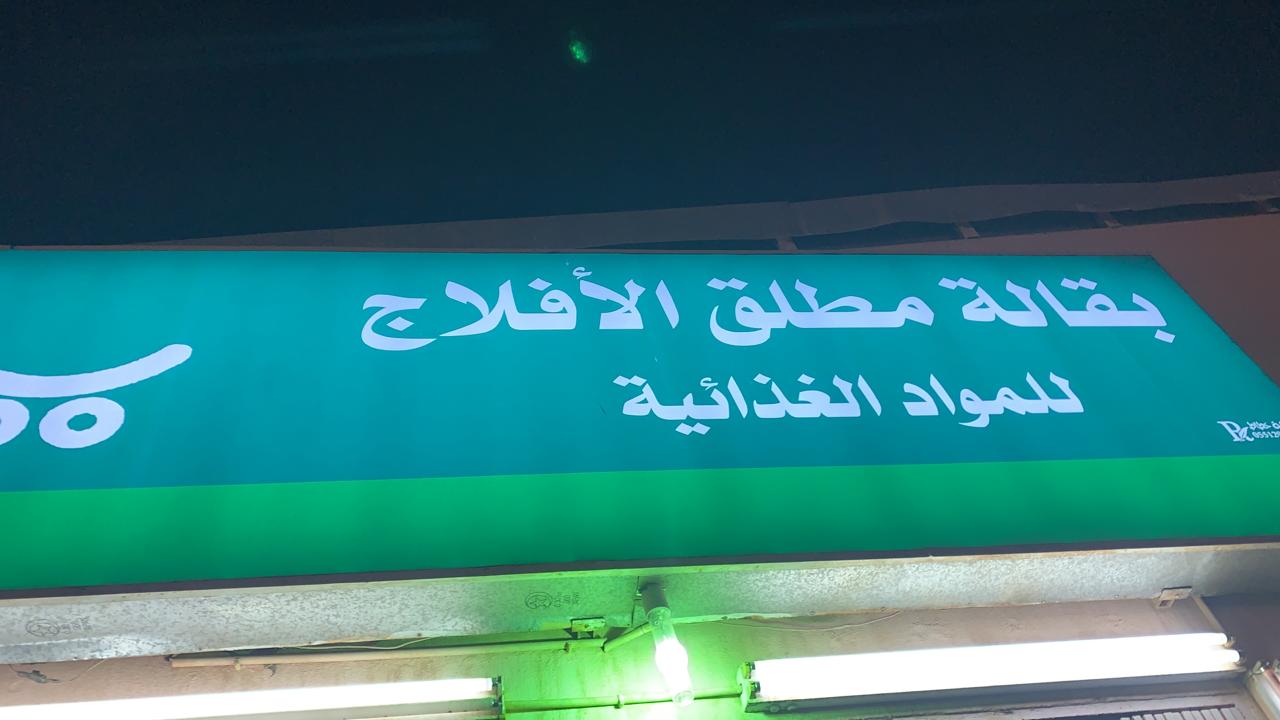 بقالة مطلق الأفلاج
للمواد الغذائية